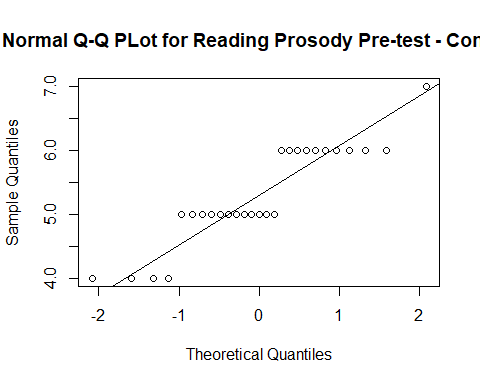 Normal Q-Q PLot for Reading Prosody Pre-test - Con
7.0
6.0
5.0
4.0
Sample Quantiles
-2 -1 0 1 2
Theoretical Quantiles